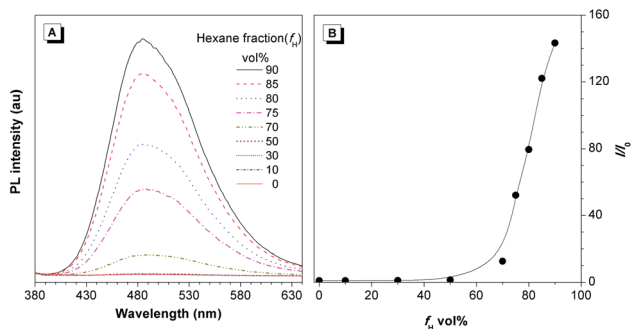 A
Hexane fraction(fH)
vol%
90
85
80
75
70
50
30
10
0
PL intensity (au)
380 430 480 530 580 630
Wavelength (nm)
B
160
120
80
40
0
I/I0
0 20 40 60 80 100
fH vol%